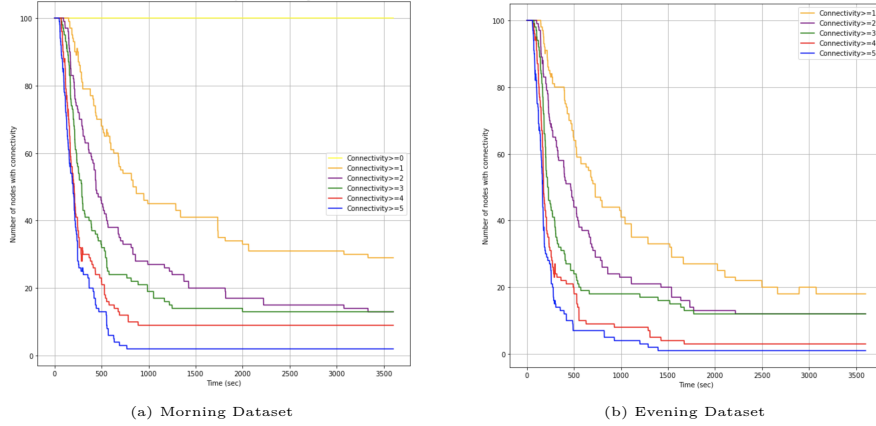 100
80
60
40
20
0
Number of nodes with connectivity
Connectivity>=0
Connectivity>=1
Connectivity>=2
Connectivity>=3
Connectivity>=4
Connectivity>=5
0 500 1000 1500 2000 2500 3000 3500
Time (sec)
(a) Morning Dataset
100
80
60
40
20
0
Number of nodes with connectivity
Connectivity>=1
Connectivity>=2
Connectivity>=3
Connectivity>=4
Connectivity>=5
0 500 1000 1500 2000 2500 3000 3500
Time (sec)
(b) Evening Dataset